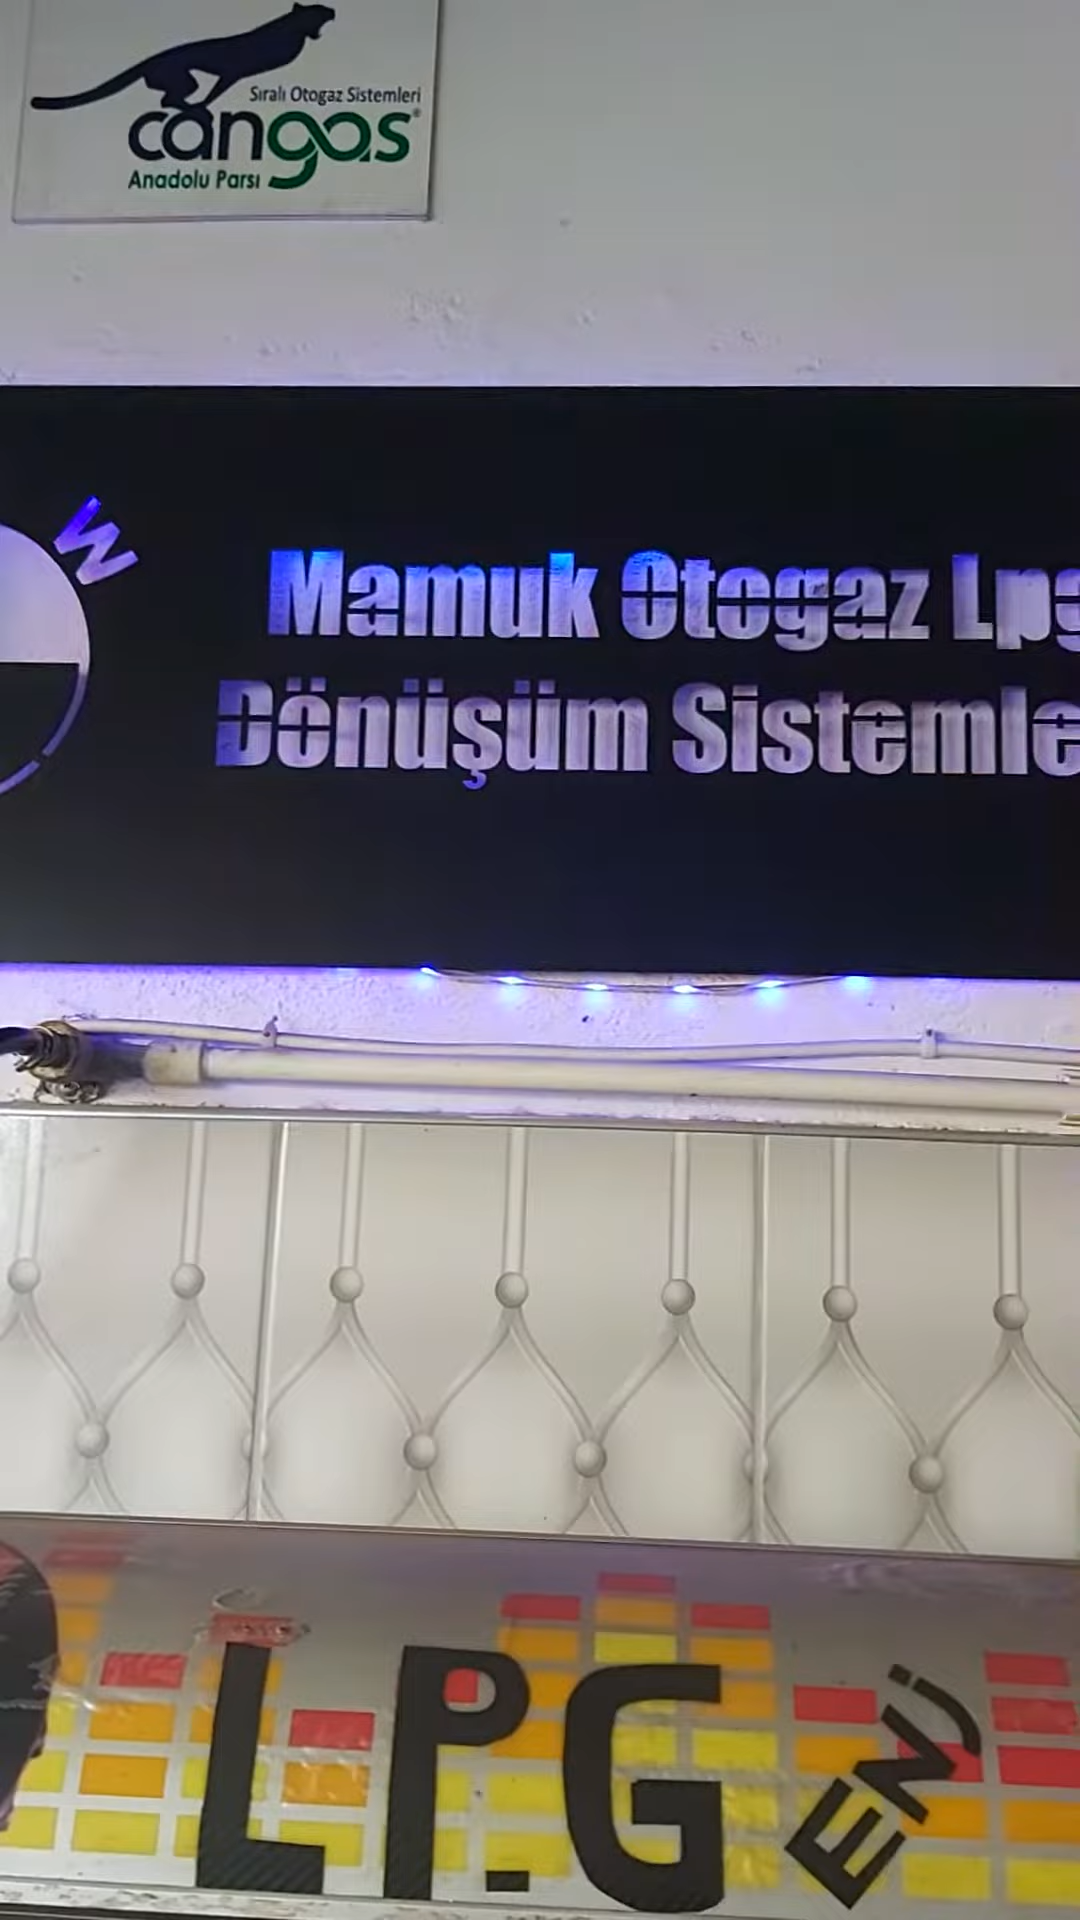 Sıralı Otogaz Sistemleri
cangas®
Anadolu Parsı
W
Mamuk Otogaz Lpg
Dönüşüm Sistemle
LPG
ENJ